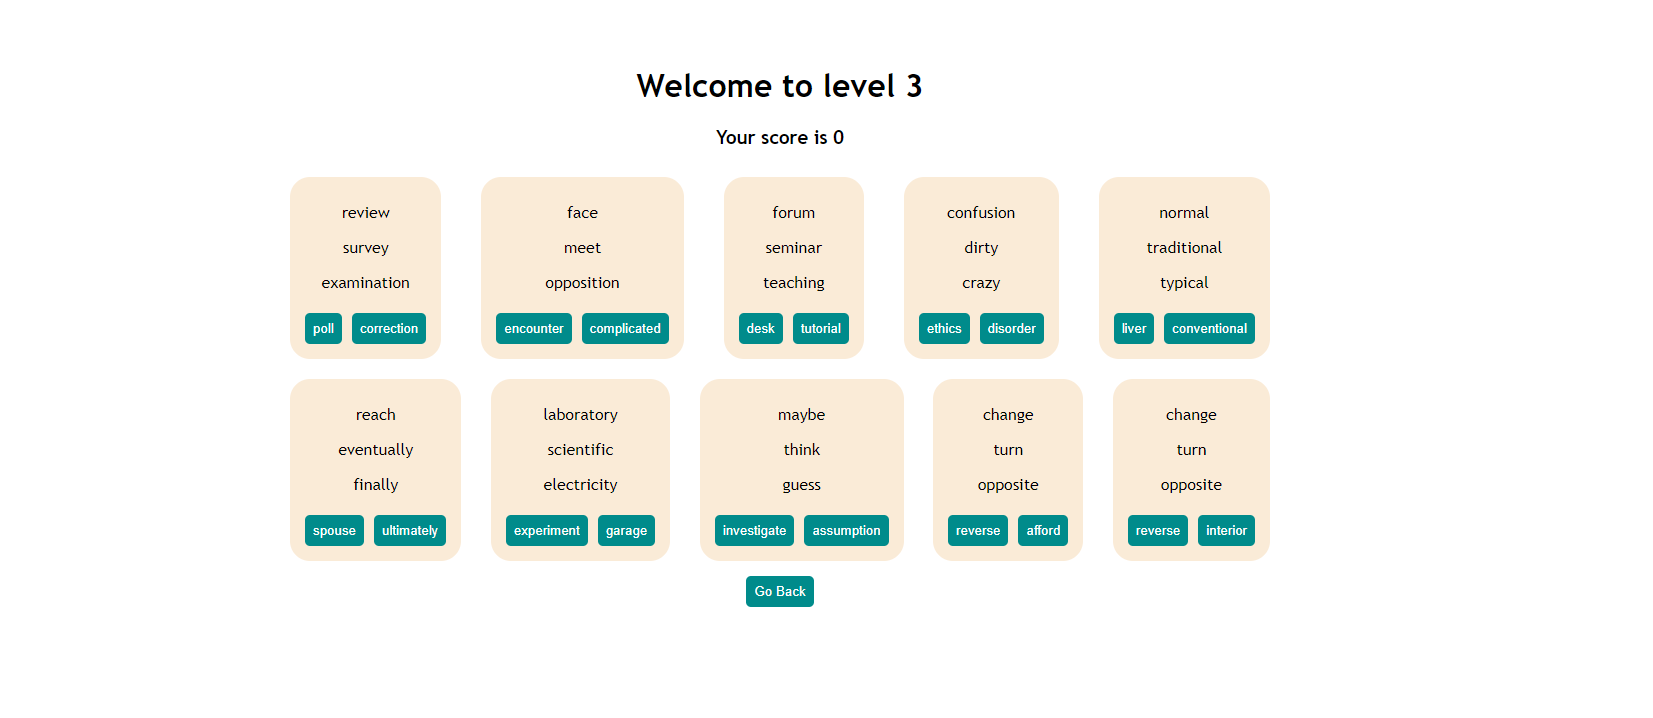 Welcome to level 3
Your score is 0
review
survey
examination
poll correction
face
meet
opposition
encounter complicated
forum
seminar
teaching
desk tutorial
confusion
dirty
crazy
ethics disorder
normal
traditional
typical
liver conventional
reach
eventually
finally
spouse ultimately
laboratory
scientific
electricity
experiment garage
maybe
think
guess
investigate assumption
change
turn
opposite
reverse afford
change
turn
opposite
reverse interior
Go Back